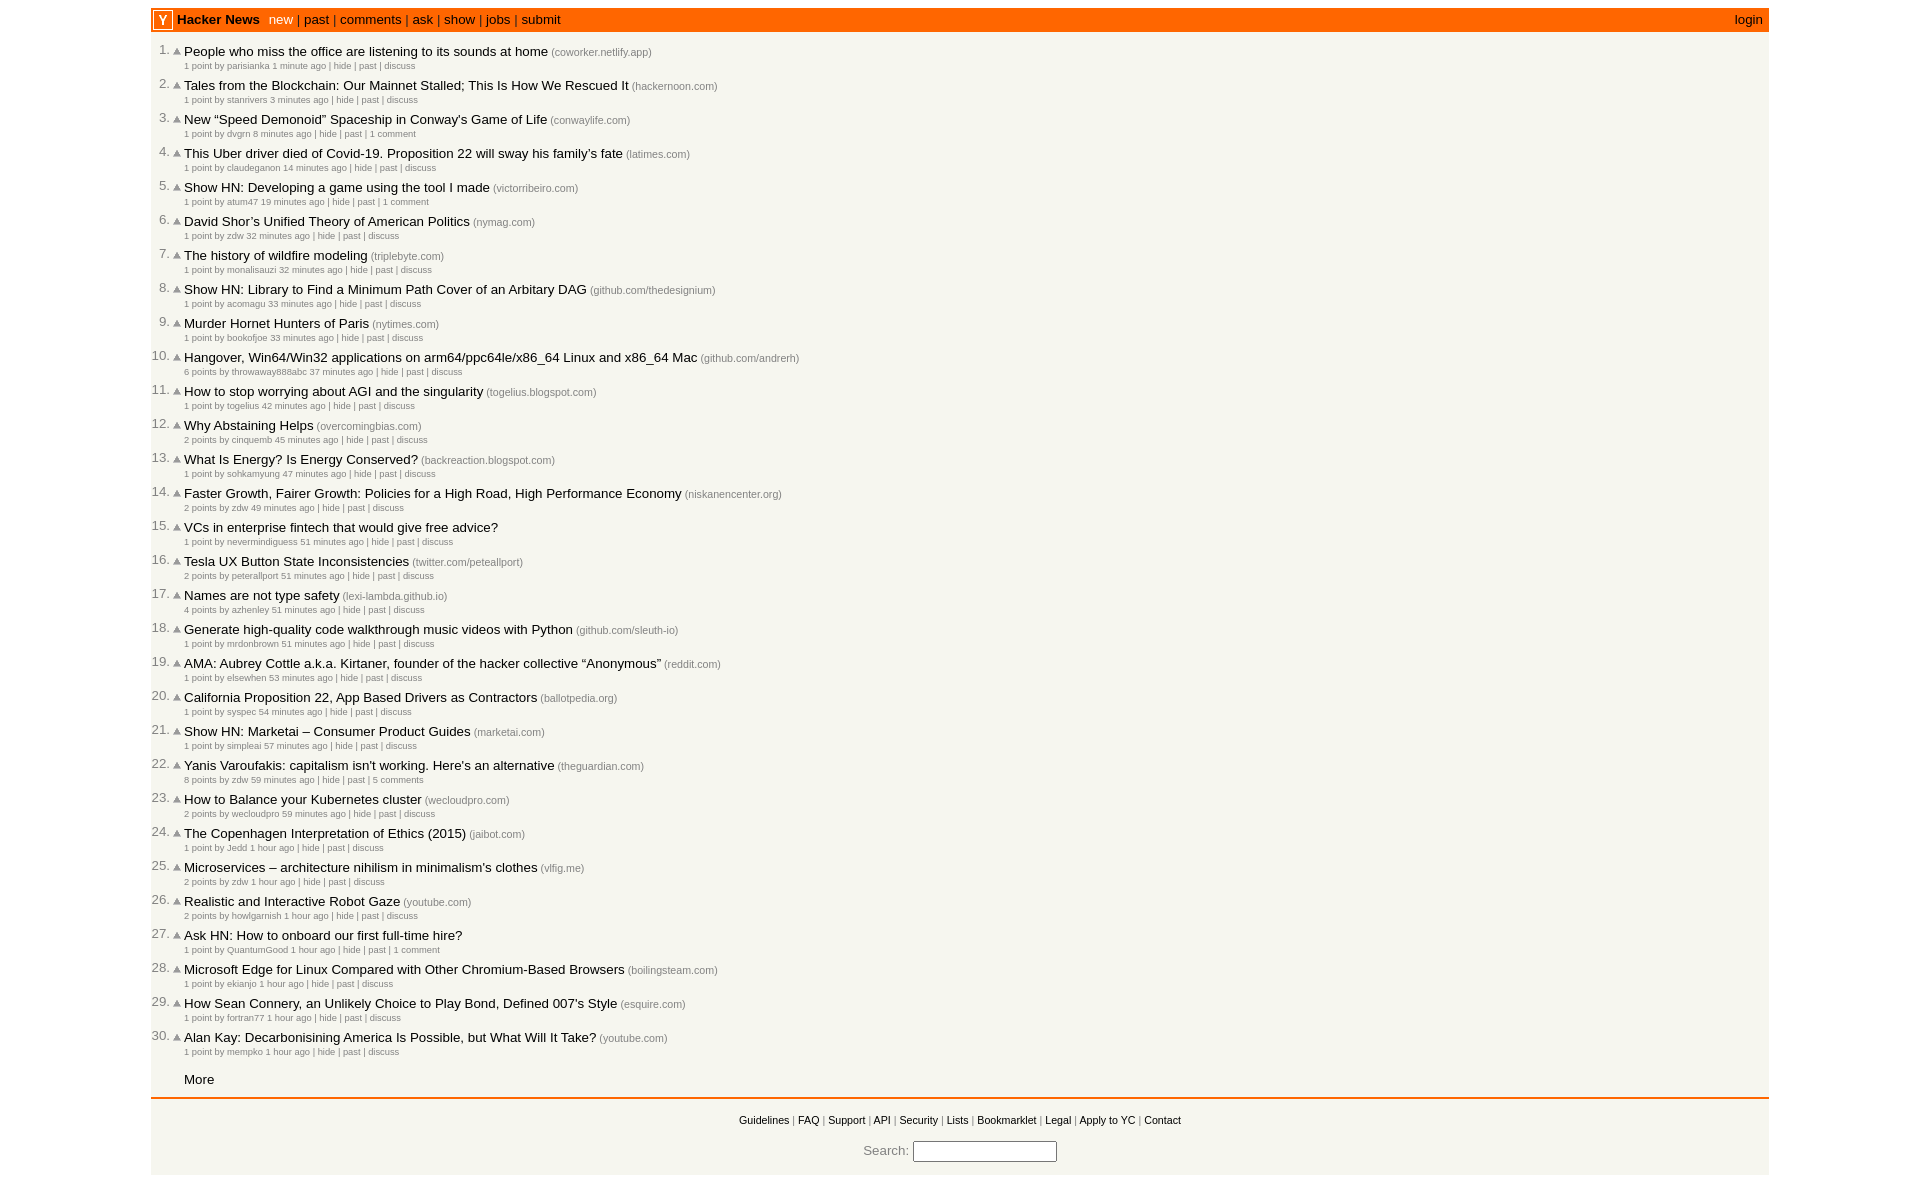 Y Hacker News new | past | comments | ask | show | jobs | submit login
1. People who miss the office are listening to its sounds at home (coworker.netlify.app)
1 point by parisianka 1 minute ago | hide | past | discuss
2. Tales from the Blockchain: Our Mainnet Stalled; This Is How We Rescued It (hackernoon.com)
1 point by stanrivers 3 minutes ago | hide | past | discuss
3. New “Speed Demonoid” Spaceship in Conway's Game of Life (conwaylife.com)
1 point by dvgrn 8 minutes ago | hide | past | 1 comment
4. This Uber driver died of Covid-19. Proposition 22 will sway his family’s fate (latimes.com)
1 point by claudeganon 14 minutes ago | hide | past | discuss
5. Show HN: Developing a game using the tool I made (victorribeiro.com)
1 point by atum47 19 minutes ago | hide | past | 1 comment
6. David Shor’s Unified Theory of American Politics (nymag.com)
1 point by zdw 32 minutes ago | hide | past | discuss
7. The history of wildfire modeling (triplebyte.com)
1 point by monalisauzi 32 minutes ago | hide | past | discuss
8. Show HN: Library to Find a Minimum Path Cover of an Arbitary DAG (github.com/thedesignium)
1 point by acomagu 33 minutes ago | hide | past | discuss
9. Murder Hornet Hunters of Paris (nytimes.com)
1 point by bookofjoe 33 minutes ago | hide | past | discuss
10. Hangover, Win64/Win32 applications on arm64/ppc64le/x86_64 Linux and x86_64 Mac (github.com/andrerh)
6 points by throwaway888abc 37 minutes ago | hide | past | discuss
11. How to stop worrying about AGI and the singularity (togelius.blogspot.com)
1 point by togelius 42 minutes ago | hide | past | discuss
12. Why Abstaining Helps (overcomingbias.com)
2 points by cinquemb 45 minutes ago | hide | past | discuss
13. What Is Energy? Is Energy Conserved? (backreaction.blogspot.com)
1 point by sohkamyung 47 minutes ago | hide | past | discuss
14. Faster Growth, Fairer Growth: Policies for a High Road, High Performance Economy (niskanencenter.org)
2 points by zdw 49 minutes ago | hide | past | discuss
15. VCs in enterprise fintech that would give free advice?
1 point by nevermindiguess 51 minutes ago | hide | past | discuss
16. Tesla UX Button State Inconsistencies (twitter.com/peteallport)
2 points by peterallport 51 minutes ago | hide | past | discuss
17. Names are not type safety (lexi-lambda.github.io)
4 points by azhenley 51 minutes ago | hide | past | discuss
18. Generate high-quality code walkthrough music videos with Python (github.com/sleuth-io)
1 point by mrdonbrown 51 minutes ago | hide | past | discuss
19. AMA: Aubrey Cottle a.k.a. Kirtaner, founder of the hacker collective “Anonymous” (reddit.com)
1 point by elsewhen 53 minutes ago | hide | past | discuss
20. California Proposition 22, App Based Drivers as Contractors (ballotpedia.org)
1 point by syspec 54 minutes ago | hide | past | discuss
21. Show HN: Marketai – Consumer Product Guides (marketai.com)
1 point by simpleai 57 minutes ago | hide | past | discuss
22. Yanis Varoufakis: capitalism isn't working. Here's an alternative (theguardian.com)
8 points by zdw 59 minutes ago | hide | past | 5 comments
23. How to Balance your Kubernetes cluster (wecloudpro.com)
2 points by wecloudpro 59 minutes ago | hide | past | discuss
24. The Copenhagen Interpretation of Ethics (2015) (jaibot.com)
1 point by Jedd 1 hour ago | hide | past | discuss
25. Microservices – architecture nihilism in minimalism's clothes (vlfig.me)
2 points by zdw 1 hour ago | hide | past | discuss
26. Realistic and Interactive Robot Gaze (youtube.com)
2 points by howlgarnish 1 hour ago | hide | past | discuss
27. Ask HN: How to onboard our first full-time hire?
1 point by QuantumGood 1 hour ago | hide | past | 1 comment
28. Microsoft Edge for Linux Compared with Other Chromium-Based Browsers (boilingsteam.com)
1 point by ekianjo 1 hour ago | hide | past | discuss
29. How Sean Connery, an Unlikely Choice to Play Bond, Defined 007's Style (esquire.com)
1 point by fortran77 1 hour ago | hide | past | discuss
30. Alan Kay: Decarbonisining America Is Possible, but What Will It Take? (youtube.com)
1 point by mempko 1 hour ago | hide | past | discuss
More
Guidelines | FAQ | Support | API | Security | Lists | Bookmarklet | Legal | Apply to YC | Contact
Search: